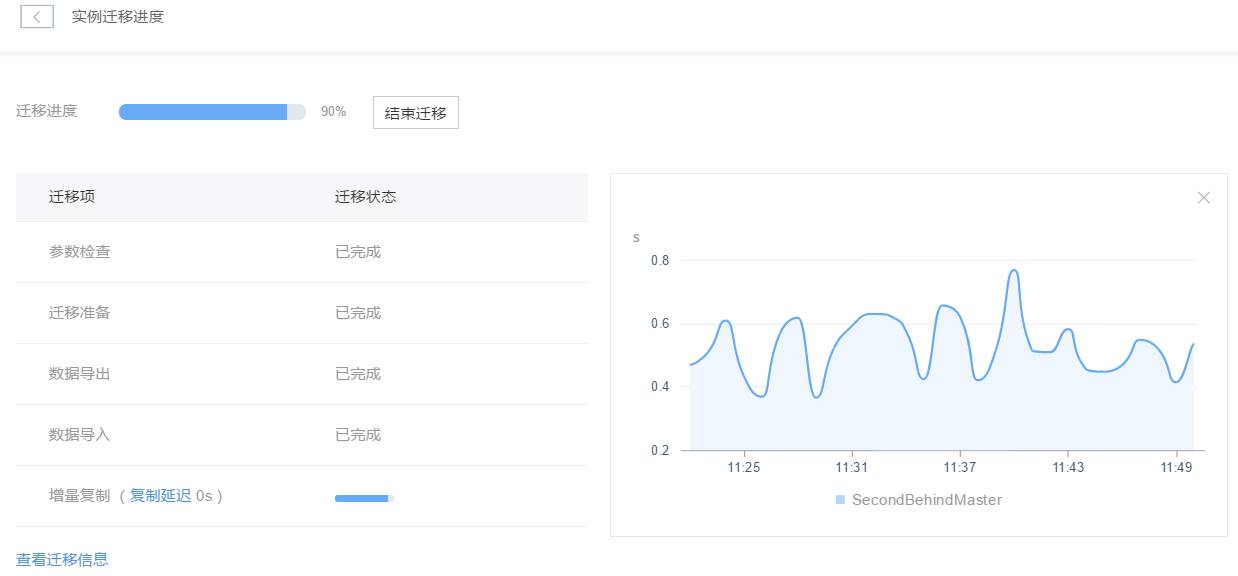 实例迁移进度
迁移进度 90% 结束迁移
迁移项 迁移状态
参数检查 已完成
迁移准备 已完成
数据导出 已完成
数据导入 已完成
增量复制 （复制延迟 0s ）
查看迁移信息
s
0.8
0.6
0.4
0.2
11:25 11:31 11:37 11:43 11:49
SecondBehindMaster